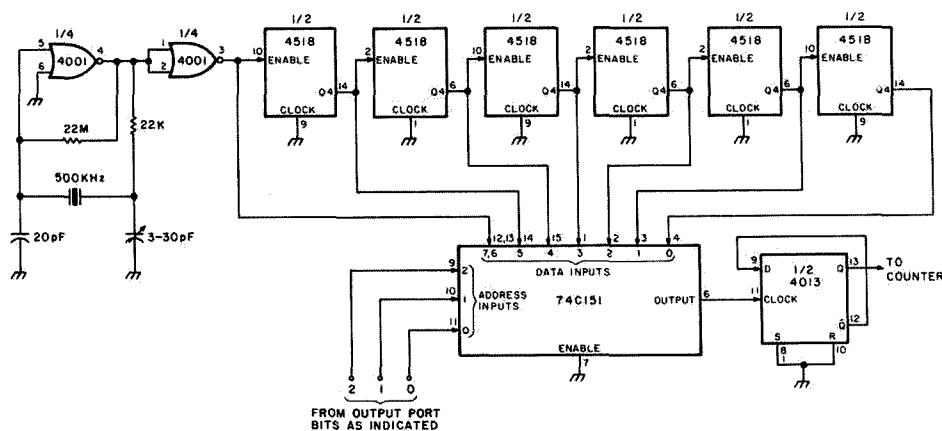 1/4
5
6
4001
4
1/4
1
2
4001
3
22M
22K
500KHz
20pF
3-30pF
1/2
4518
10
ENABLE
14
Q4
CLOCK
9
1/2
4518
2
ENABLE
6
Q4
CLOCK
1
1/2
4518
10
ENABLE
14
Q4
CLOCK
9
1/2
4518
2
ENABLE
6
Q4
CLOCK
1
1/2
4518
2
ENABLE
6
Q4
CLOCK
1
1/2
4518
10
ENABLE
14
Q4
CLOCK
9
12,13 14 15 1 2 3 4
7,6 5 4 3 2 1 0
DATA INPUTS
9
2
10
1
11
0
ADDRESS
INPUTS
74C151
OUTPUT
6
ENABLE
7
2 1 0
FROM OUTPUT PORT
BITS AS INDICATED
1/2
4013
9
D
Q
13
11
CLOCK
Q̅
12
S
R
8
10
TO
COUNTER